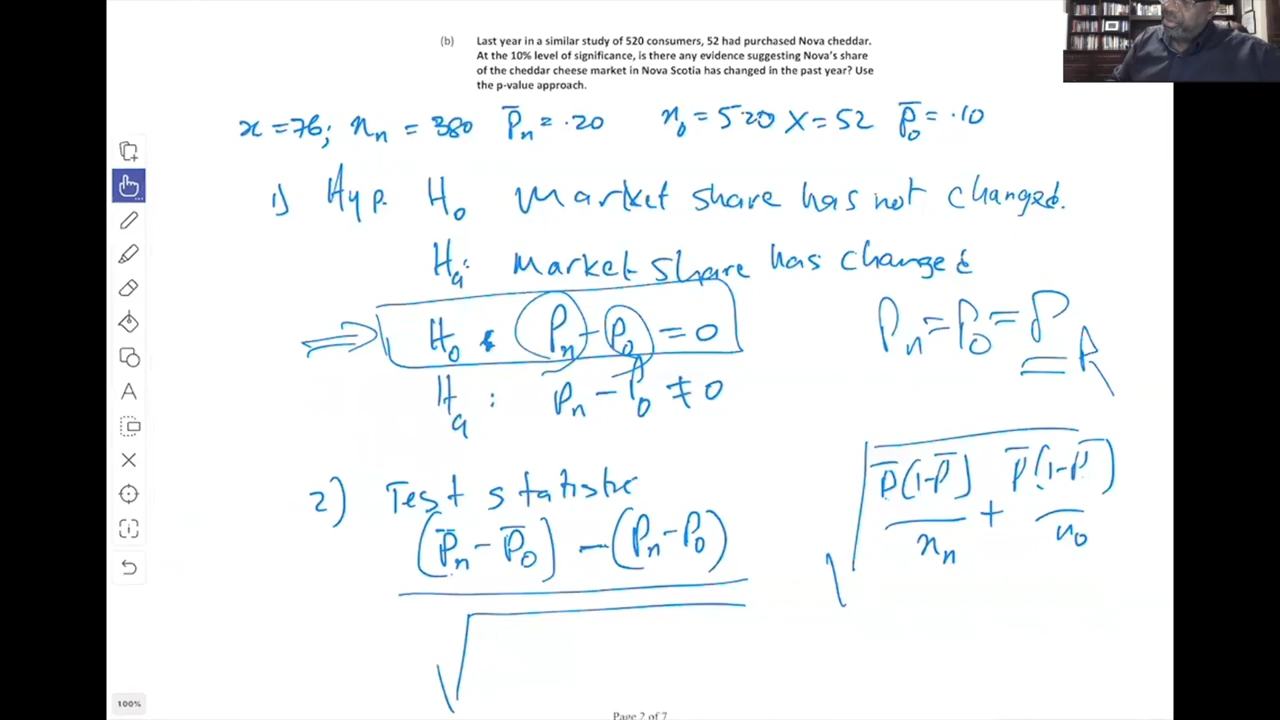 (b) Last year in a similar study of 520 consumers, 52 had purchased Nova cheddar.
At the 10% level of significance, is there any evidence suggesting Nova's share
of the cheddar cheese market in Nova Scotia has changed in the past year? Use
the p-value approach.
x = 76; n_n = 380 p̅_n = .20 n_0 = 520 X = 52 p̅_0 = .10
1) Hyp. H_0 Market share has not changed.
H_a: Market share has changed
⇒ H_0 : P_n - P_0 = 0
P_n = P_0 = P
H_a : P_n - P_0 ≠ 0
2) Test statistic
(P̅_n - P̅_0) - (P_n - P_0)
√ P̅(1-P̅)/n_n + P̅(1-P̅)/n_0
√
100%
Page 2 of 7